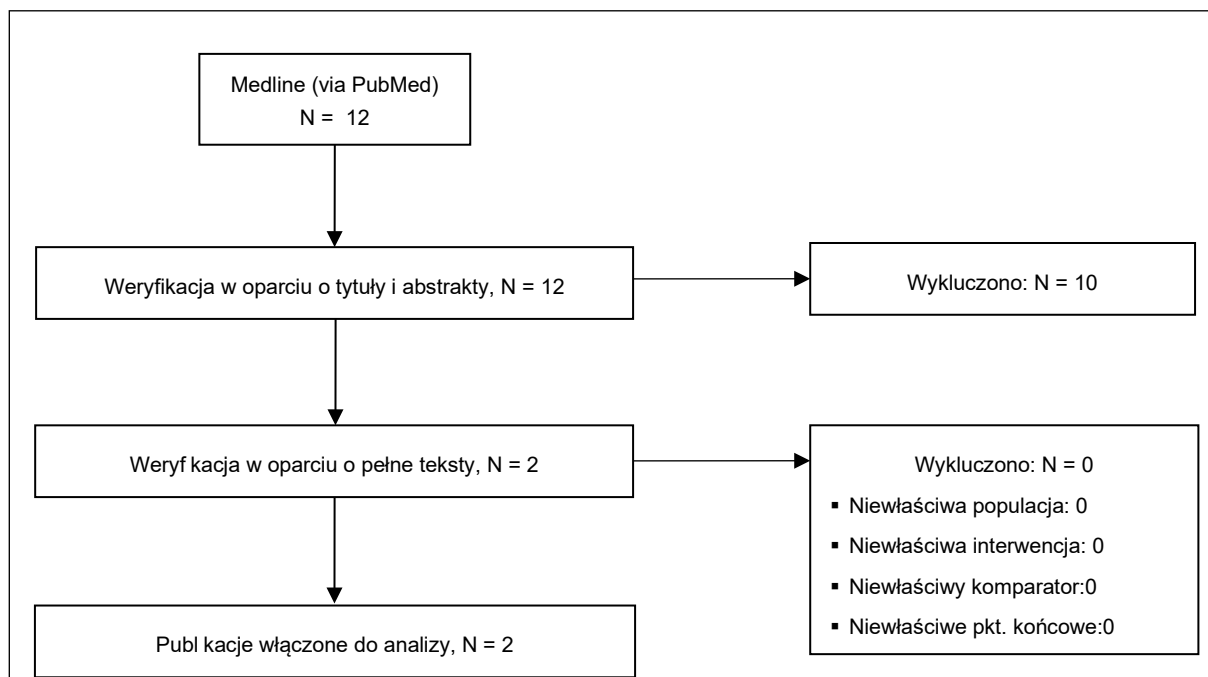 Medline (via PubMed)
N = 12
Weryfikacja w oparciu o tytuły i abstrakty, N = 12
Wykluczono: N = 10
Weryf kacja w oparciu o pełne teksty, N = 2
Wykluczono: N = 0
▪ Niewłaściwa populacja: 0
▪ Niewłaściwa interwencja: 0
▪ Niewłaściwy komparator:0
▪ Niewłaściwe pkt. końcowe:0
Publ kacje włączone do analizy, N = 2